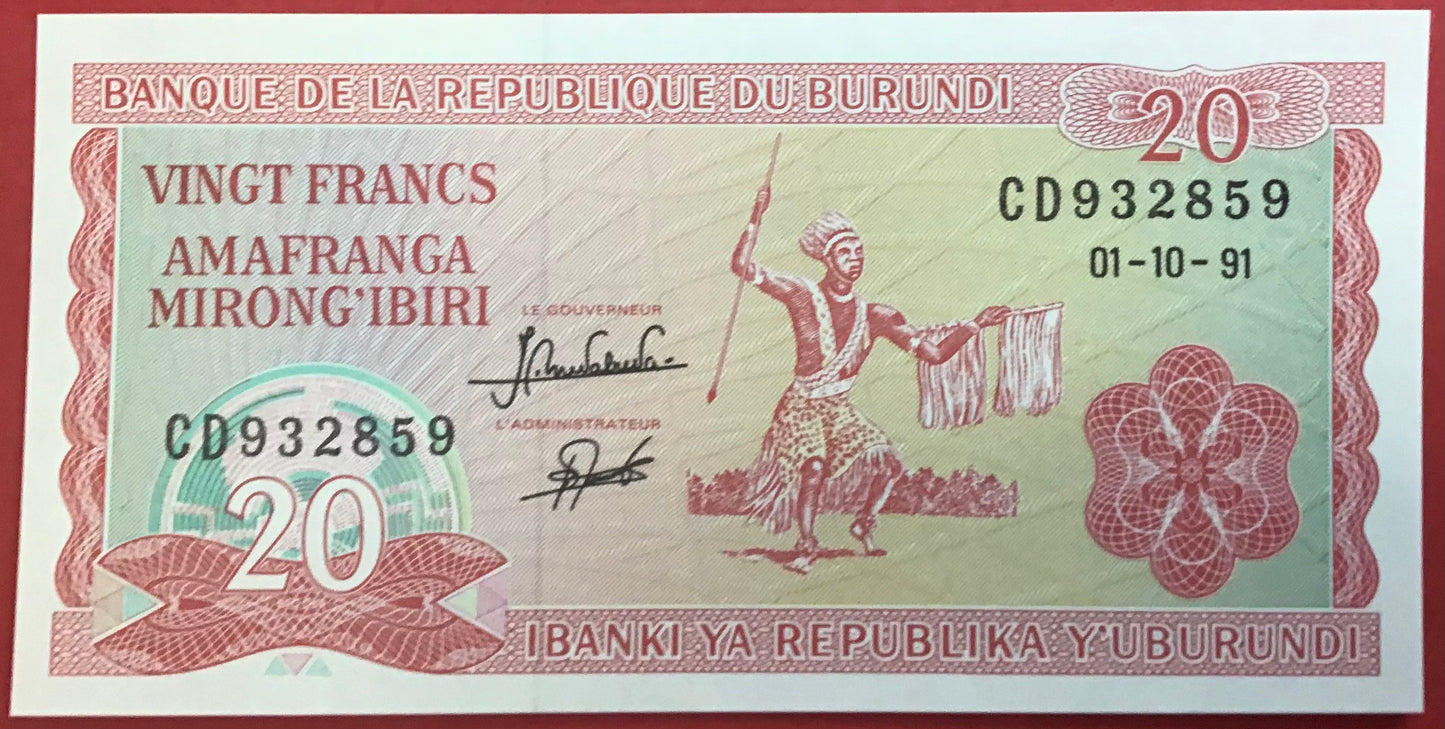 BANQUE DE LA REPUBLIQUE DU BURUNDI
20
VINGT FRANCS
CD932859
AMAFRANGA
MIRONG'IBIRI
01-10-91
LE GOUVERNEUR
L'ADMINISTRATEUR
CD932859
20
IBANKI YA REPUBLIKA Y'UBURUNDI